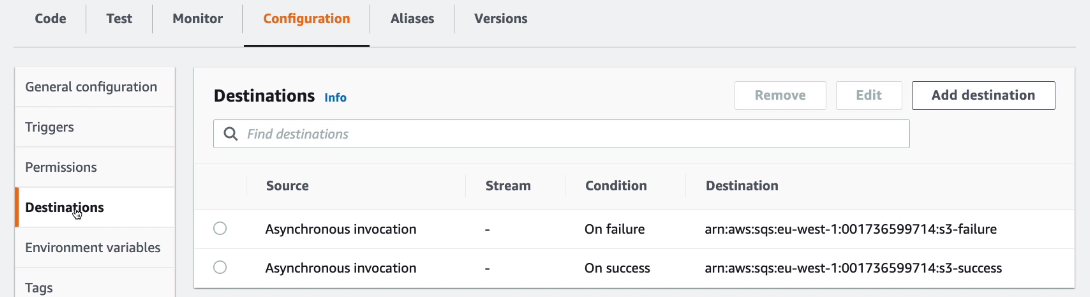 Code Test Monitor Configuration Aliases Versions
General configuration
Triggers
Permissions
Destinations
Environment variables
Tags
Destinations Info Remove Edit Add destination
Find destinations
Source Stream Condition Destination
Asynchronous invocation - On failure arn:aws:sqs:eu-west-1:001736599714:s3-failure
Asynchronous invocation - On success arn:aws:sqs:eu-west-1:001736599714:s3-success